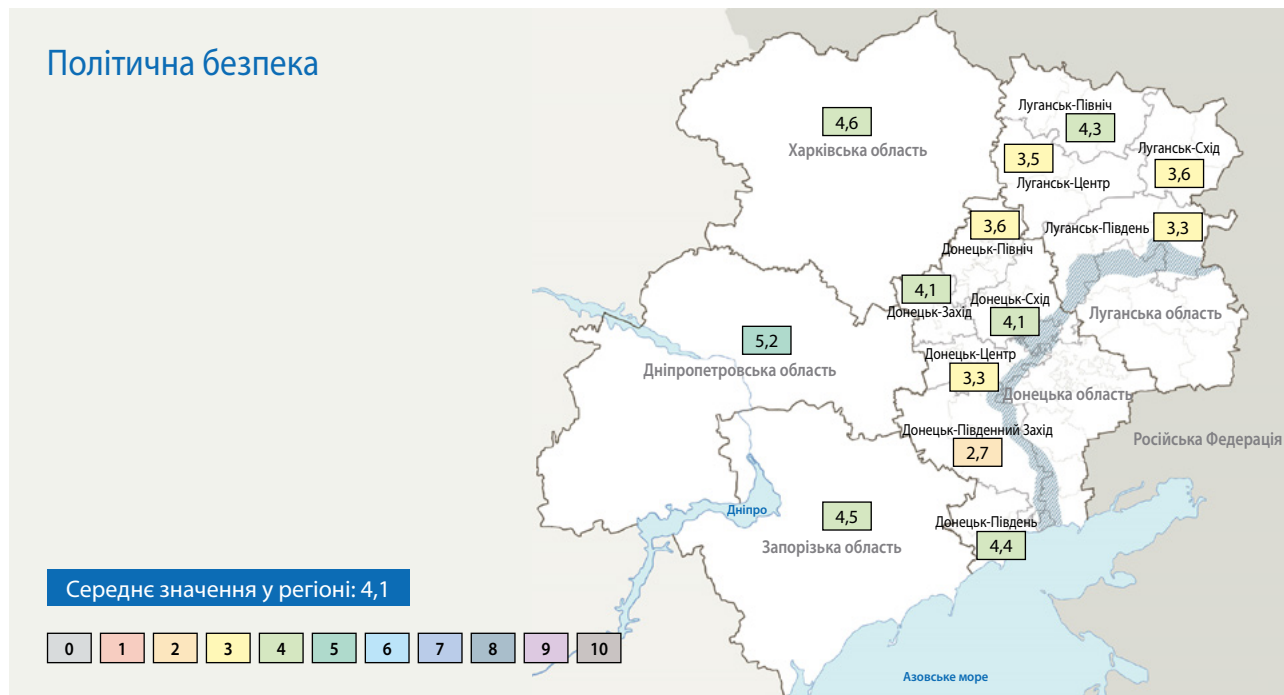 Політична безпека
Луганськ-Північ
4,3
4,6
Харківська область
3,5
Луганськ-Центр
Луганськ-Схід
3,6
3,6
Донецьк-Північ
Луганськ-Південь
3,3
4,1
Донецьк-Захід
Донецьк-Схід
4,1
Луганська область
5,2
Дніпропетровська область
Донецьк-Центр
3,3
Донецька область
Донецьк-Південний Захід
2,7
Російська Федерація
Дніпро
4,5
Запорізька область
Донецьк-Південь
4,4
Середнє значення у регіоні: 4,1
0 1 2 3 4 5 6 7 8 9 10
Азовське море